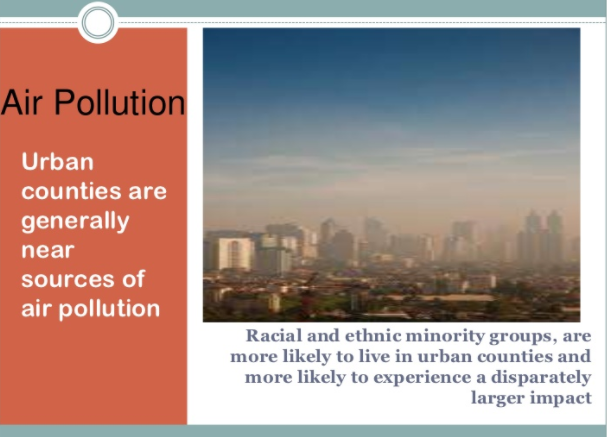 Air Pollution
Urban
counties are
generally
near
sources of
air pollution
Racial and ethnic minority groups, are
more likely to live in urban counties and
more likely to experience a disparately
larger impact